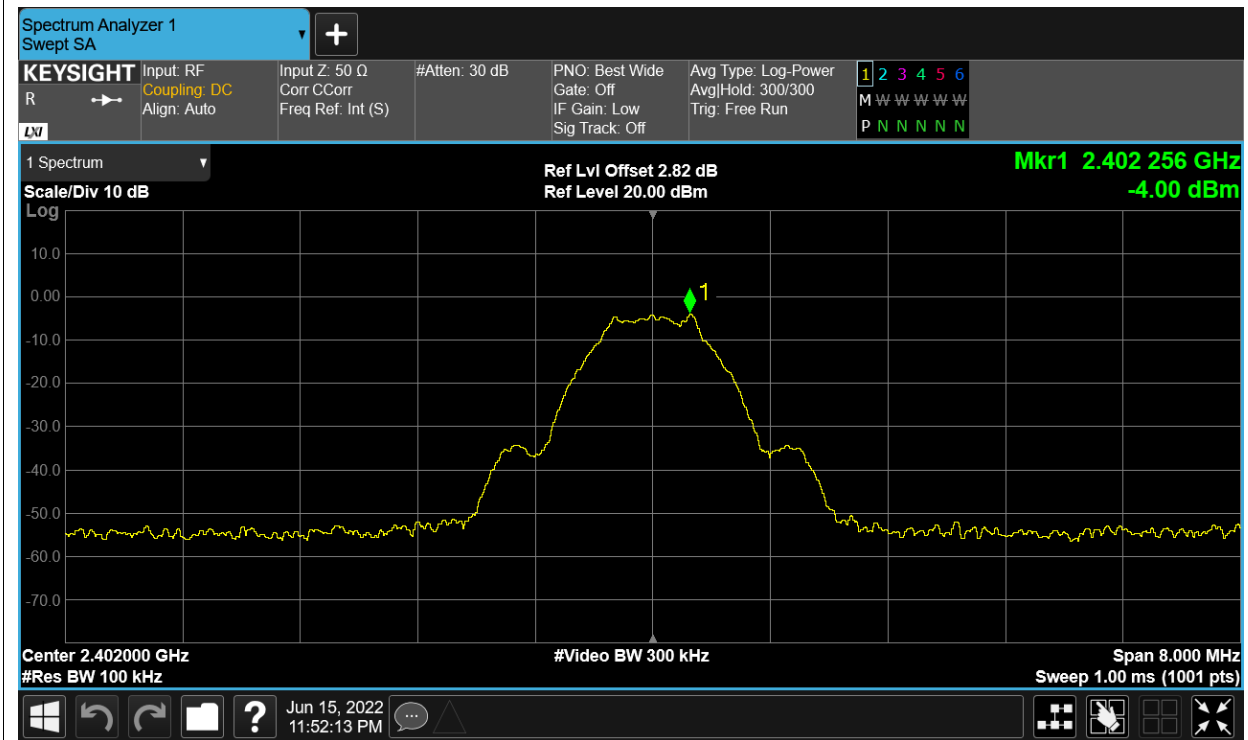 Spectrum Analyzer 1
Swept SA
KEYSIGHT
R
LXI
Input: RF
Coupling: DC
Align: Auto
Input Z: 50 Ω
Corr CCorr
Freq Ref: Int (S)
#Atten: 30 dB
PNO: Best Wide
Gate: Off
IF Gain: Low
Sig Track: Off
Avg Type: Log-Power
Avg|Hold: 300/300
Trig: Free Run
1 2 3 4 5 6
M W W W W W
P N N N N N
1 Spectrum
Scale/Div 10 dB
Log
Ref Lvl Offset 2.82 dB
Ref Level 20.00 dBm
Mkr1 2.402 256 GHz
-4.00 dBm
10.0
0.00
-10.0
-20.0
-30.0
-40.0
-50.0
-60.0
-70.0
1
Center 2.402000 GHz
#Res BW 100 kHz
#Video BW 300 kHz
Span 8.000 MHz
Sweep 1.00 ms (1001 pts)
?
Jun 15, 2022
11:52:13 PM